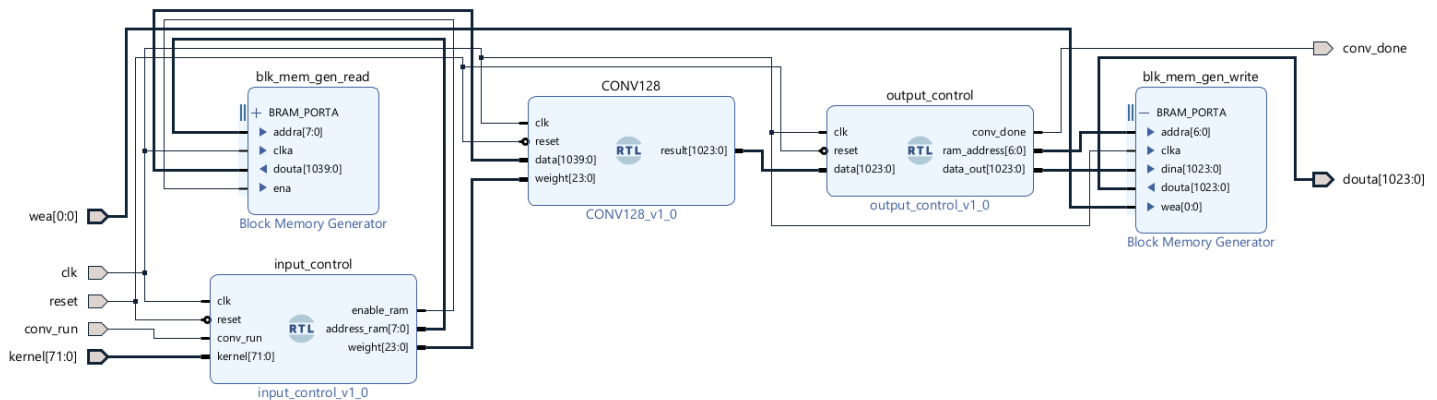 blk_mem_gen_read
BRAM_PORTA
addra[7:0]
clka
douta[1039:0]
ena
Block Memory Generator
CONV128
clk
reset
data[1039:0]
weight[23:0]
RTL
result[1023:0]
CONV128_v1_0
output_control
clk
reset
data[1023:0]
RTL
conv_done
ram_address[6:0]
data_out[1023:0]
output_control_v1_0
blk_mem_gen_write
BRAM_PORTA
addra[6:0]
clka
dina[1023:0]
douta[1023:0]
wea[0:0]
Block Memory Generator
conv_done
douta[1023:0]
wea[0:0]
clk
reset
conv_run
kernel[71:0]
input_control
clk
reset
conv_run
kernel[71:0]
RTL
enable_ram
address_ram[7:0]
weight[23:0]
input_control_v1_0